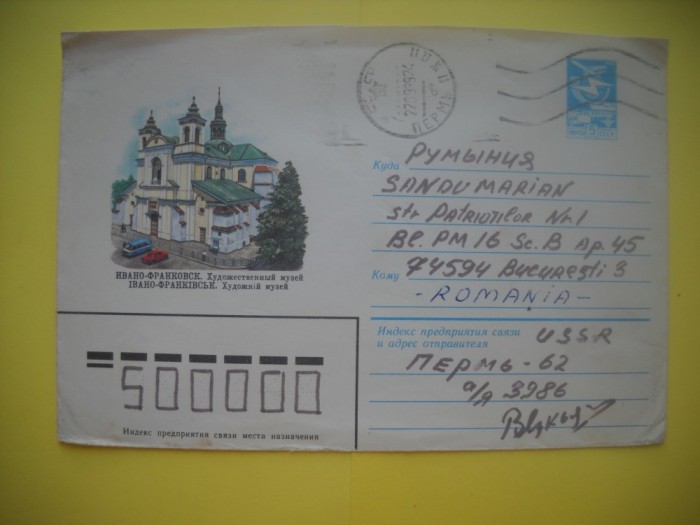 ПЕРМЬ
5
Куда РУМЫНИЯ
SANDU MARIAN
str PATRIOTILOR Nr. 1
Bl. PM 16 Sc. B Ap. 45
Кому 74594 Bucureşti 3
- ROMANIA -
ИВАНО-ФРАНКОВСК. Художественный музей
ІВАНО-ФРАНКІВСЬК. Художній музей
Индекс предприятия связи
и адрес отправителя
USSR
ПЕРМЬ-62
а/я 3986
500000
Индекс предприятия связи места назначения